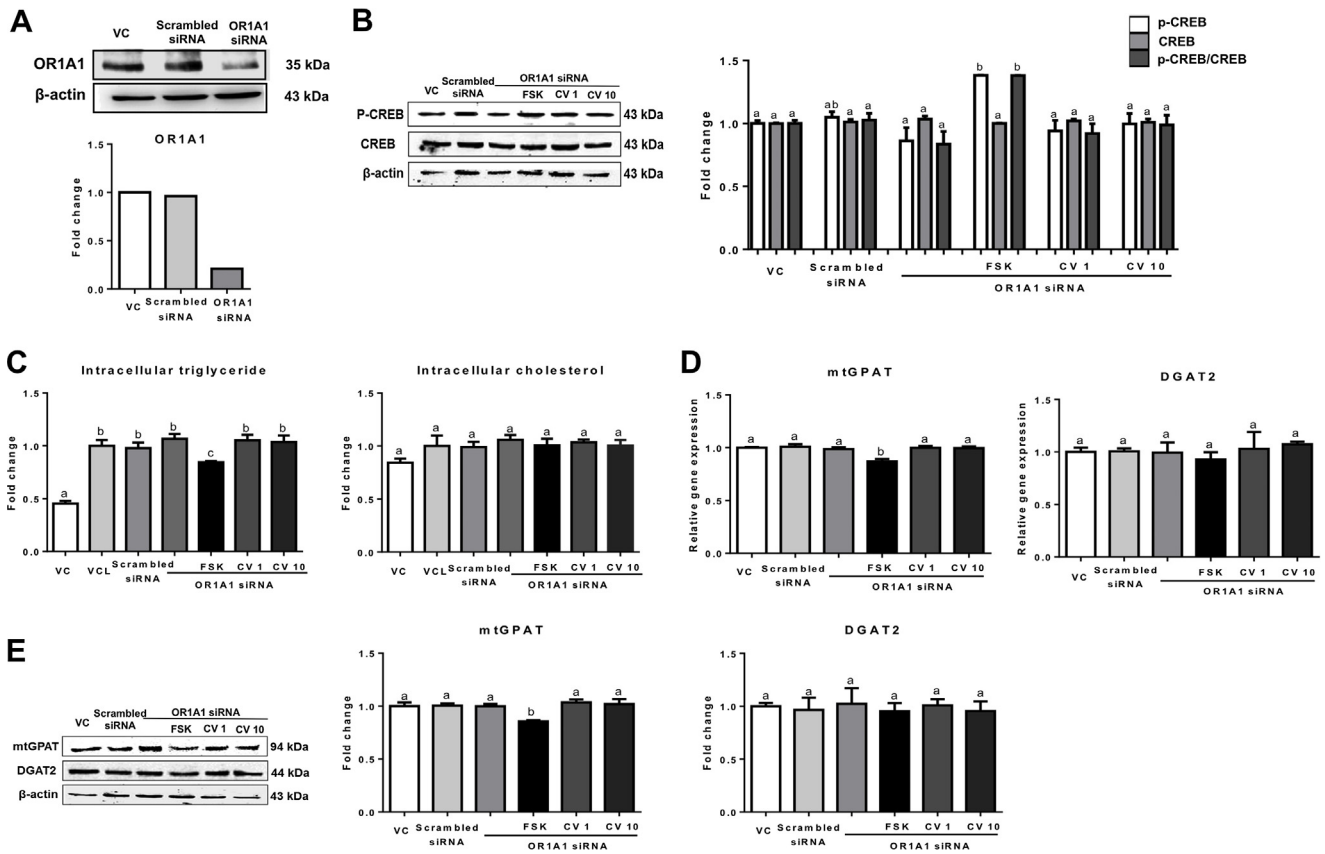 A
VC
Scrambled
siRNA
OR1A1
siRNA
OR1A1
35 kDa
β-actin
43 kDa
OR1A1
Fold change
1.5
1.0
0.5
0.0
VC
Scrambled
siRNA
OR1A1
siRNA
B
VC
Scrambled
siRNA
OR1A1 siRNA
FSK
CV 1
CV 10
P-CREB
43 kDa
CREB
43 kDa
β-actin
43 kDa
p-CREB
CREB
p-CREB/CREB
Fold change
1.5
1.0
0.5
0.0
a a a
ab a a
a a a
b a b
a a a
a a a
VC
Scrambled
siRNA
FSK
CV 1
CV 10
OR1A1 siRNA
C
Intracellular triglyceride
Fold change
1.5
1.0
0.5
0.0
a b b b c b b
VC
VCL
Scrambled
siRNA
FSK
CV 1
CV 10
OR1A1 siRNA
Intracellular cholesterol
Fold change
1.5
1.0
0.5
0.0
a a a a a a a
VC
VCL
Scrambled
siRNA
FSK
CV 1
CV 10
OR1A1 siRNA
D
mtGPAT
Relative gene expression
1.5
1.0
0.5
0.0
a a a b a a
VC
Scrambled
siRNA
FSK
CV 1
CV 10
OR1A1 siRNA
DGAT2
Relative gene expression
1.5
1.0
0.5
0.0
a a a a a a
VC
Scrambled
siRNA
FSK
CV 1
CV 10
OR1A1 siRNA
E
VC
Scrambled
siRNA
OR1A1 siRNA
FSK
CV 1
CV 10
mtGPAT
94 kDa
DGAT2
44 kDa
β-actin
43 kDa
mtGPAT
Fold change
1.5
1.0
0.5
0.0
a a a b a a
VC
Scrambled
siRNA
FSK
CV 1
CV 10
OR1A1 siRNA
DGAT2
Fold change
1.5
1.0
0.5
0.0
a a a a a a
VC
Scrambled
siRNA
FSK
CV 1
CV 10
OR1A1 siRNA